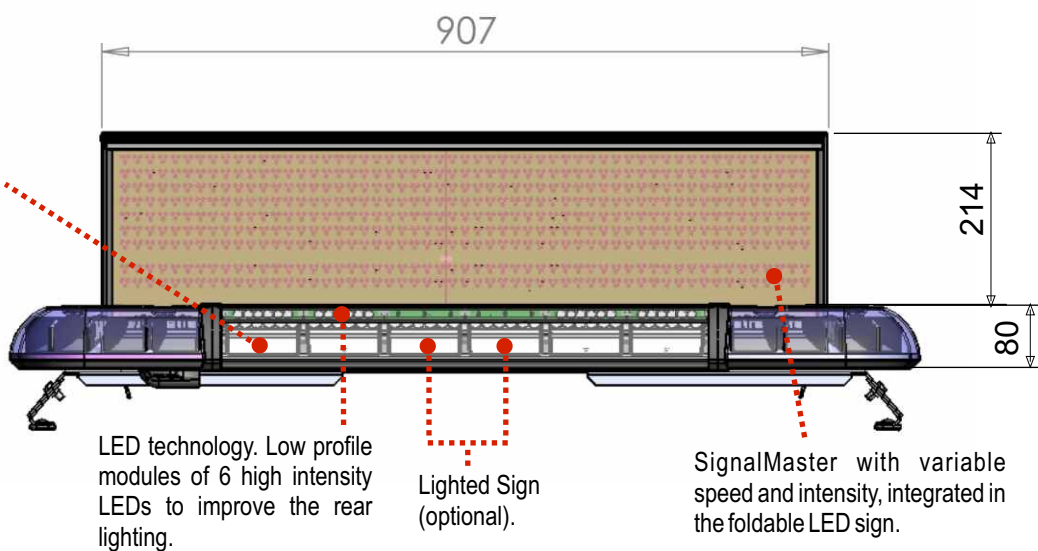 907
214
80
LED technology. Low profile
modules of 6 high intensity
LEDs to improve the rear
lighting.
Lighted Sign
(optional).
SignalMaster with variable
speed and intensity, integrated in
the foldable LED sign.